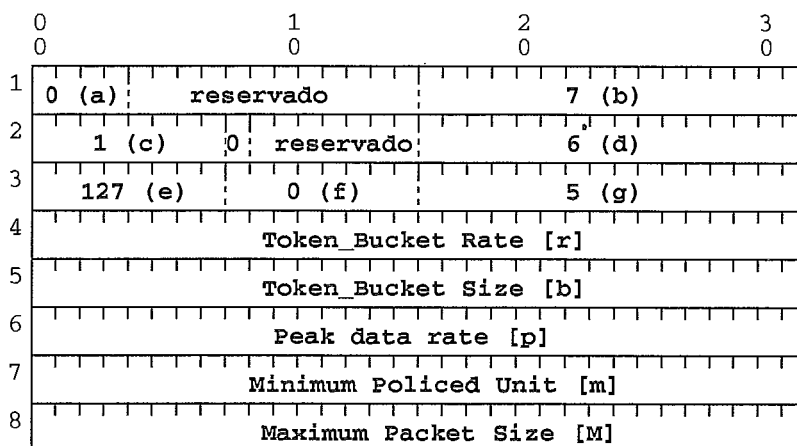 0 1 2 3
0 0 0 0
1 0 (a) reservado 7 (b)
2 1 (c) 0 reservado 6 (d)
3 127 (e) 0 (f) 5 (g)
4 Token_Bucket Rate [r]
5 Token_Bucket Size [b]
6 Peak data rate [p]
7 Minimum Policed Unit [m]
8 Maximum Packet Size [M]